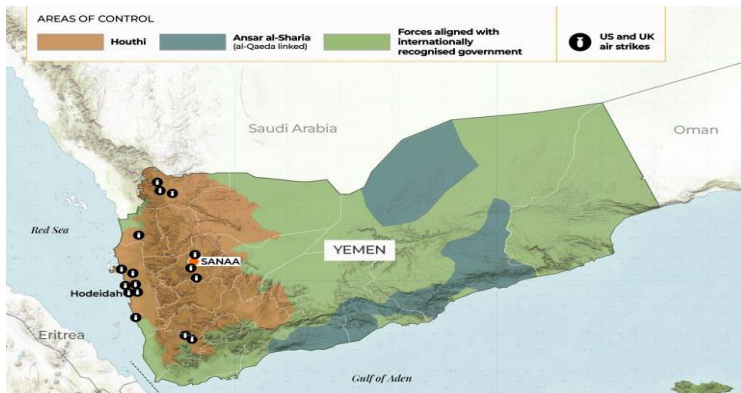 AREAS OF CONTROL
Houthi
Ansar al-Sharia
(al-Qaeda linked)
Forces aligned with
internationally
recognised government
US and UK
air strikes
Saudi Arabia
Oman
Red Sea
YEMEN
SANAA
Hodeidah
Eritrea
Gulf of Aden